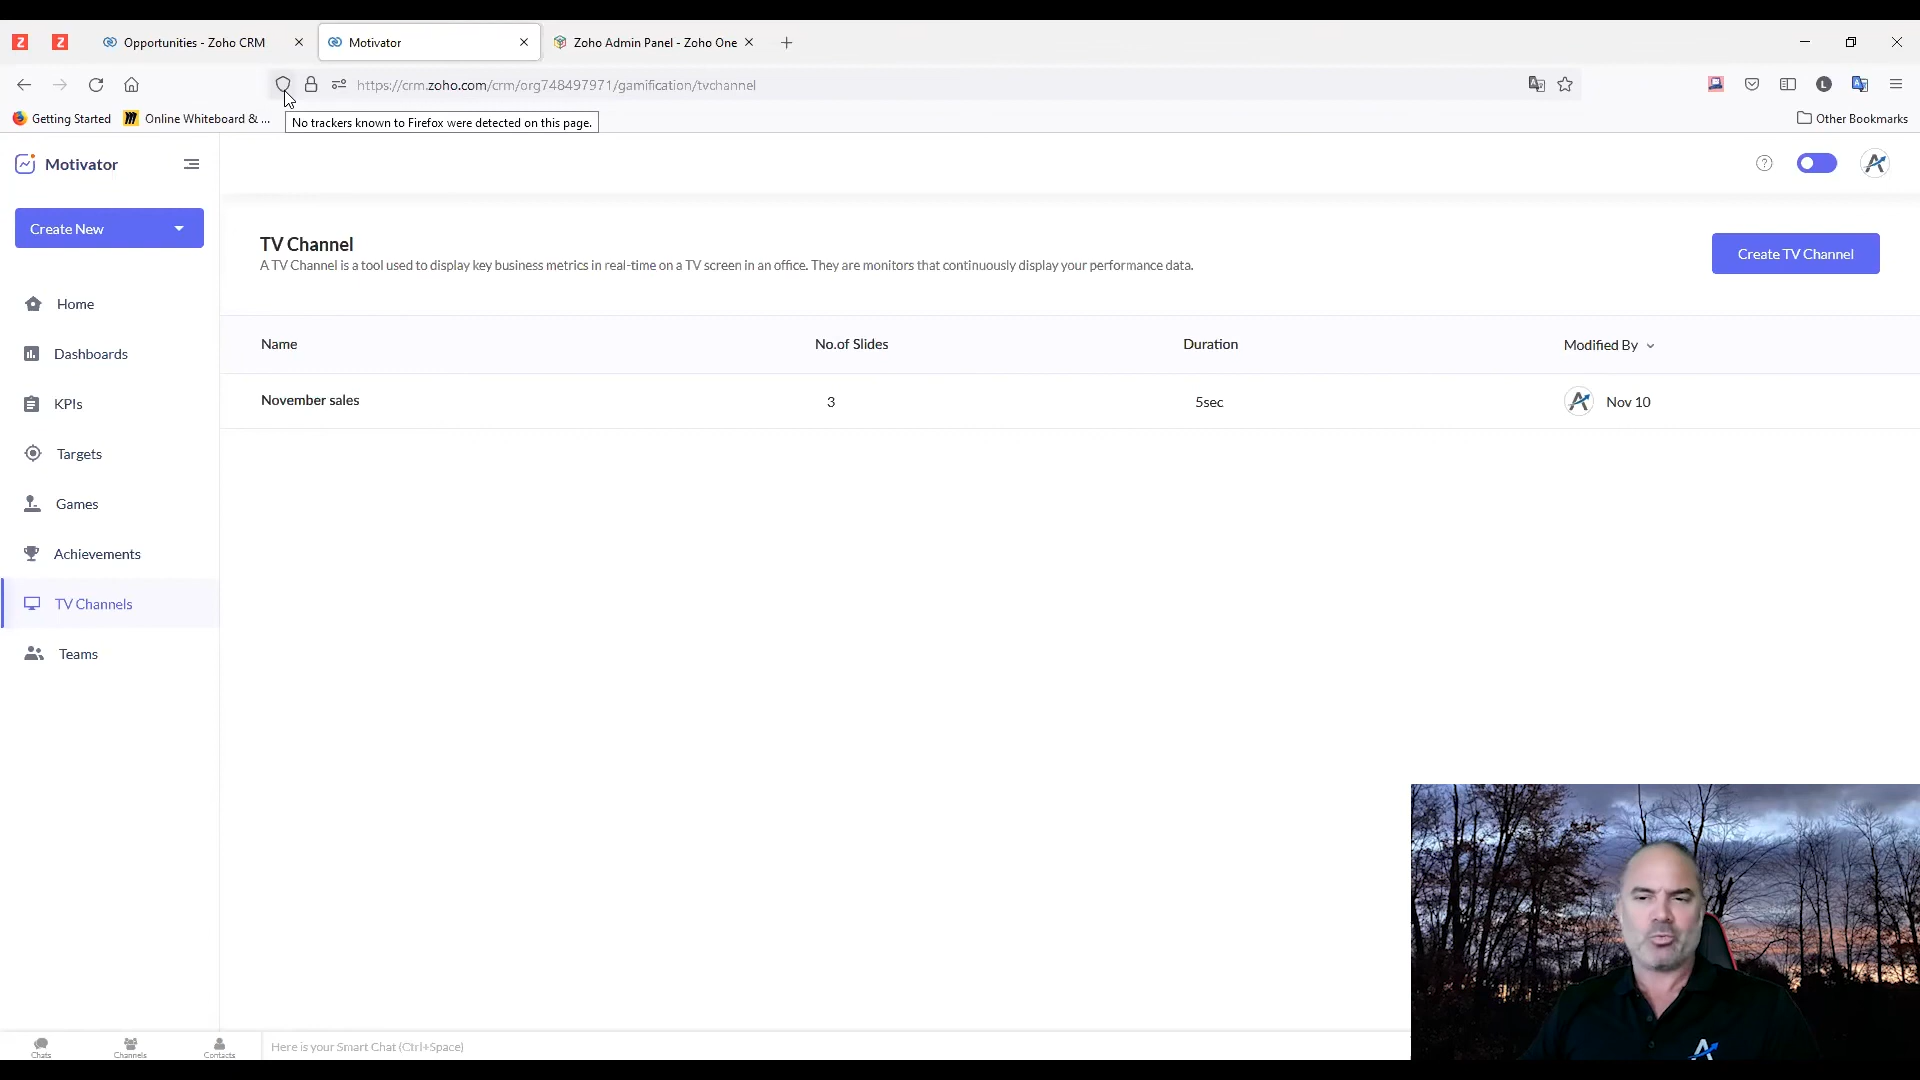 Opportunities - Zoho CRM
Motivator
Zoho Admin Panel - Zoho One
https://crm.zoho.com/crm/org748497971/gamification/tvchannel
L
Getting Started
Online Whiteboard & ...
No trackers known to Firefox were detected on this page.
Other Bookmarks
Motivator
Create New
TV Channel
A TV Channel is a tool used to display key business metrics in real-time on a TV screen in an office. They are monitors that continuously display your performance data.
Create TV Channel
Home
Dashboards
KPIs
Targets
Games
Achievements
TV Channels
Teams
Name
No.of Slides
Duration
Modified By
November sales
3
5sec
Nov 10
Chats
Channels
Contacts
Here is your Smart Chat (Ctrl+Space)